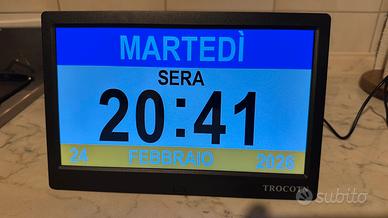 MARTEDÌ
SERA
20:41
24 FEBBRAIO 2026
TROCOTN
subito